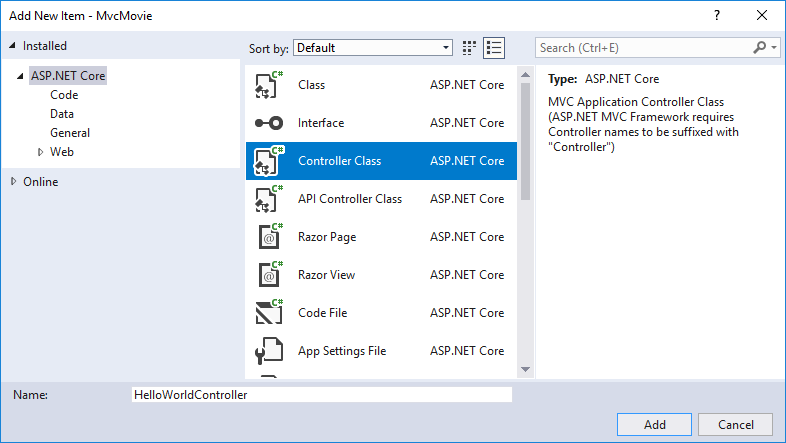 Add New Item - MvcMovie
?
Installed
Sort by: Default
Search (Ctrl+E)
ASP.NET Core
Code
Data
General
Web
Online
C# Class ASP.NET Core
Interface ASP.NET Core
C# Controller Class ASP.NET Core
C# API Controller Class ASP.NET Core
C# @ Razor Page ASP.NET Core
C# @ Razor View ASP.NET Core
C# Code File ASP.NET Core
App Settings File ASP.NET Core
Type: ASP.NET Core
MVC Application Controller Class
(ASP.NET MVC Framework requires
Controller names to be suffixed with
"Controller")
Name: HelloWorldController
Add Cancel